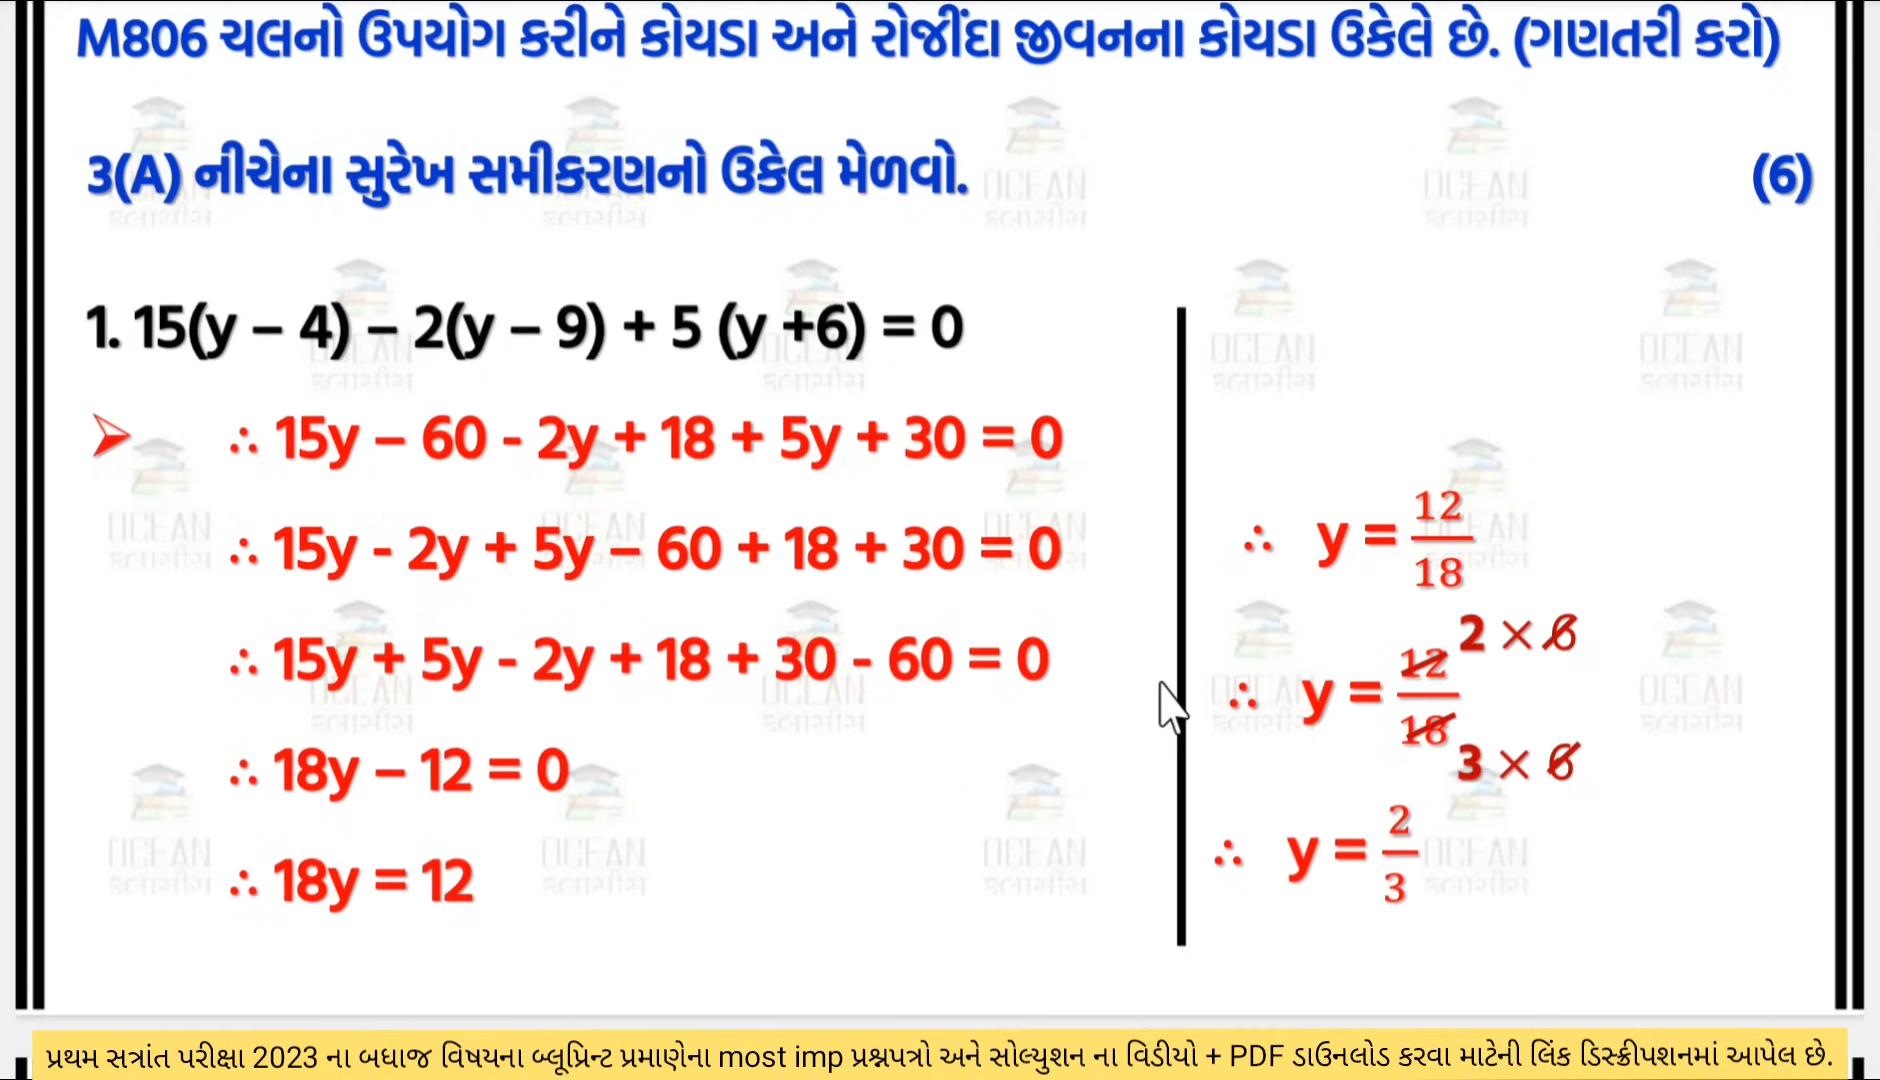 M806 ચલનો ઉપયોગ કરીને કોયડા અને રોજીંદા જીવનના કોયડા ઉકેલે છે. (ગણતરી કરો)
3(A) નીચેના સુરેખ સમીકરણનો ઉકેલ મેળવો. (6)
1. 15(y – 4) – 2(y – 9) + 5 (y +6) = 0
∴ 15y – 60 - 2y + 18 + 5y + 30 = 0
∴ 15y - 2y + 5y – 60 + 18 + 30 = 0
∴ 15y + 5y - 2y + 18 + 30 - 60 = 0
∴ 18y – 12 = 0
∴ 18y = 12
∴ y = 12/18
∴ y = 12/18 2 × 6 3 × 6
∴ y = 2/3
OCEAN
ક્લાસીસ
પ્રથમ સત્રાંત પરીક્ષા 2023 ના બધાજ વિષયના બ્લૂપ્રિન્ટ પ્રમાણેના most imp પ્રશ્નપત્રો અને સોલ્યુશન ના વિડીયો + PDF ડાઉનલોડ કરવા માટેની લિંક ડિસ્ક્રીપશનમાં આપેલ છે.